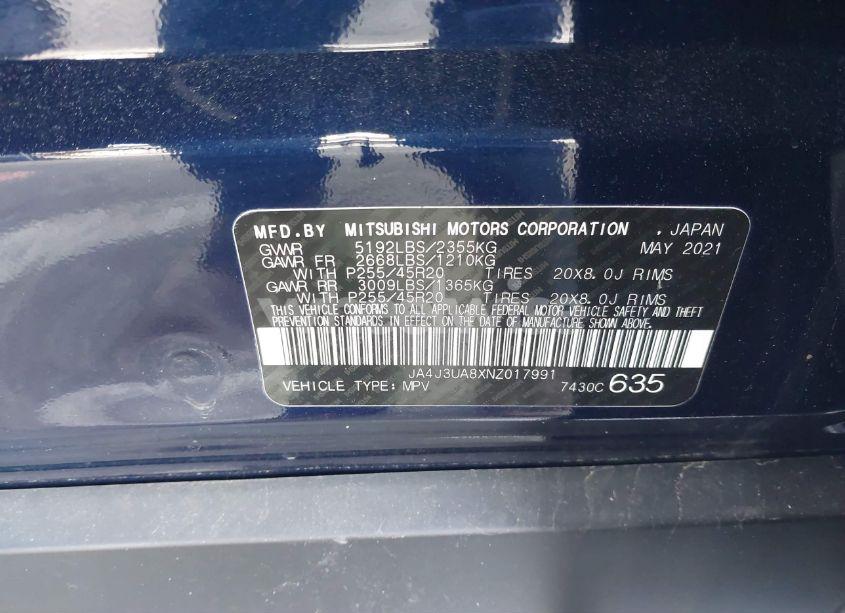 MFD.BY MITSUBISHI MOTORS CORPORATION , JAPAN
GVWR 5192LBS/2355KG MAY 2021
GAWR FR 2668LBS/1210KG
WITH P255/45R20 TIRES 20X8.0J RIMS
GAWR RR 3009LBS/1365KG
WITH P255/45R20 TIRES 20X8.0J RIMS
THIS VEHICLE CONFORMS TO ALL APPLICABLE FEDERAL MOTOR VEHICLE SAFETY AND THEFT
PREVENTION STANDARDS IN EFFECT ON THE DATE OF MANUFACTURE SHOWN ABOVE.
JA4J3UA8XNZ017991
VEHICLE TYPE: MPV 7430C 635